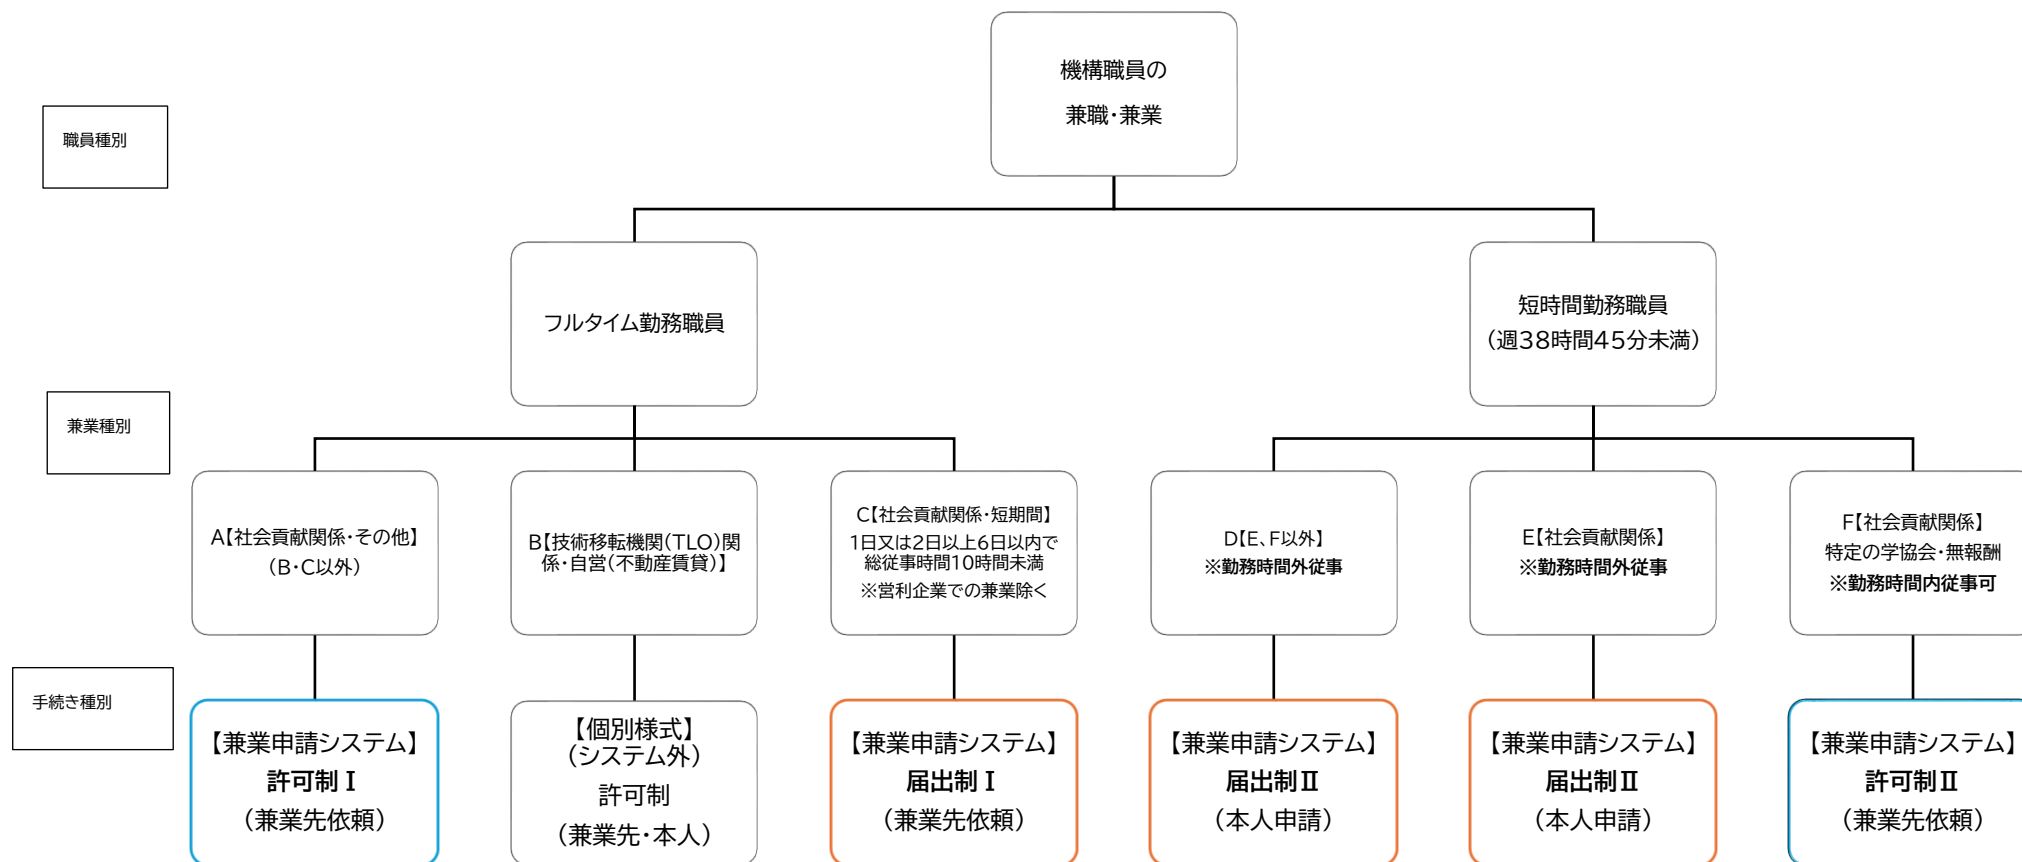 機構職員の
兼職・兼業
職員種別
フルタイム勤務職員
短時間勤務職員
（週38時間45分未満）
兼業種別
A【社会貢献関係・その他】
（B・C以外）
B【技術移転機関（TLO）関
係・自営（不動産賃貸）】
C【社会貢献関係・短期間】
1日又は2日以上6日以内で
総従事時間10時間未満
※営利企業での兼業除く
D【E、F以外】
※勤務時間外従事
E【社会貢献関係】
※勤務時間外従事
F【社会貢献関係】
特定の学協会・無報酬
※勤務時間内従事可
手続き種別
【兼業申請システム】
許可制Ⅰ
（兼業先依頼）
【個別様式】
（システム外）
許可制
（兼業先・本人）
【兼業申請システム】
届出制Ⅰ
（兼業先依頼）
【兼業申請システム】
届出制Ⅱ
（本人申請）
【兼業申請システム】
届出制Ⅱ
（本人申請）
【兼業申請システム】
許可制Ⅱ
（兼業先依頼）